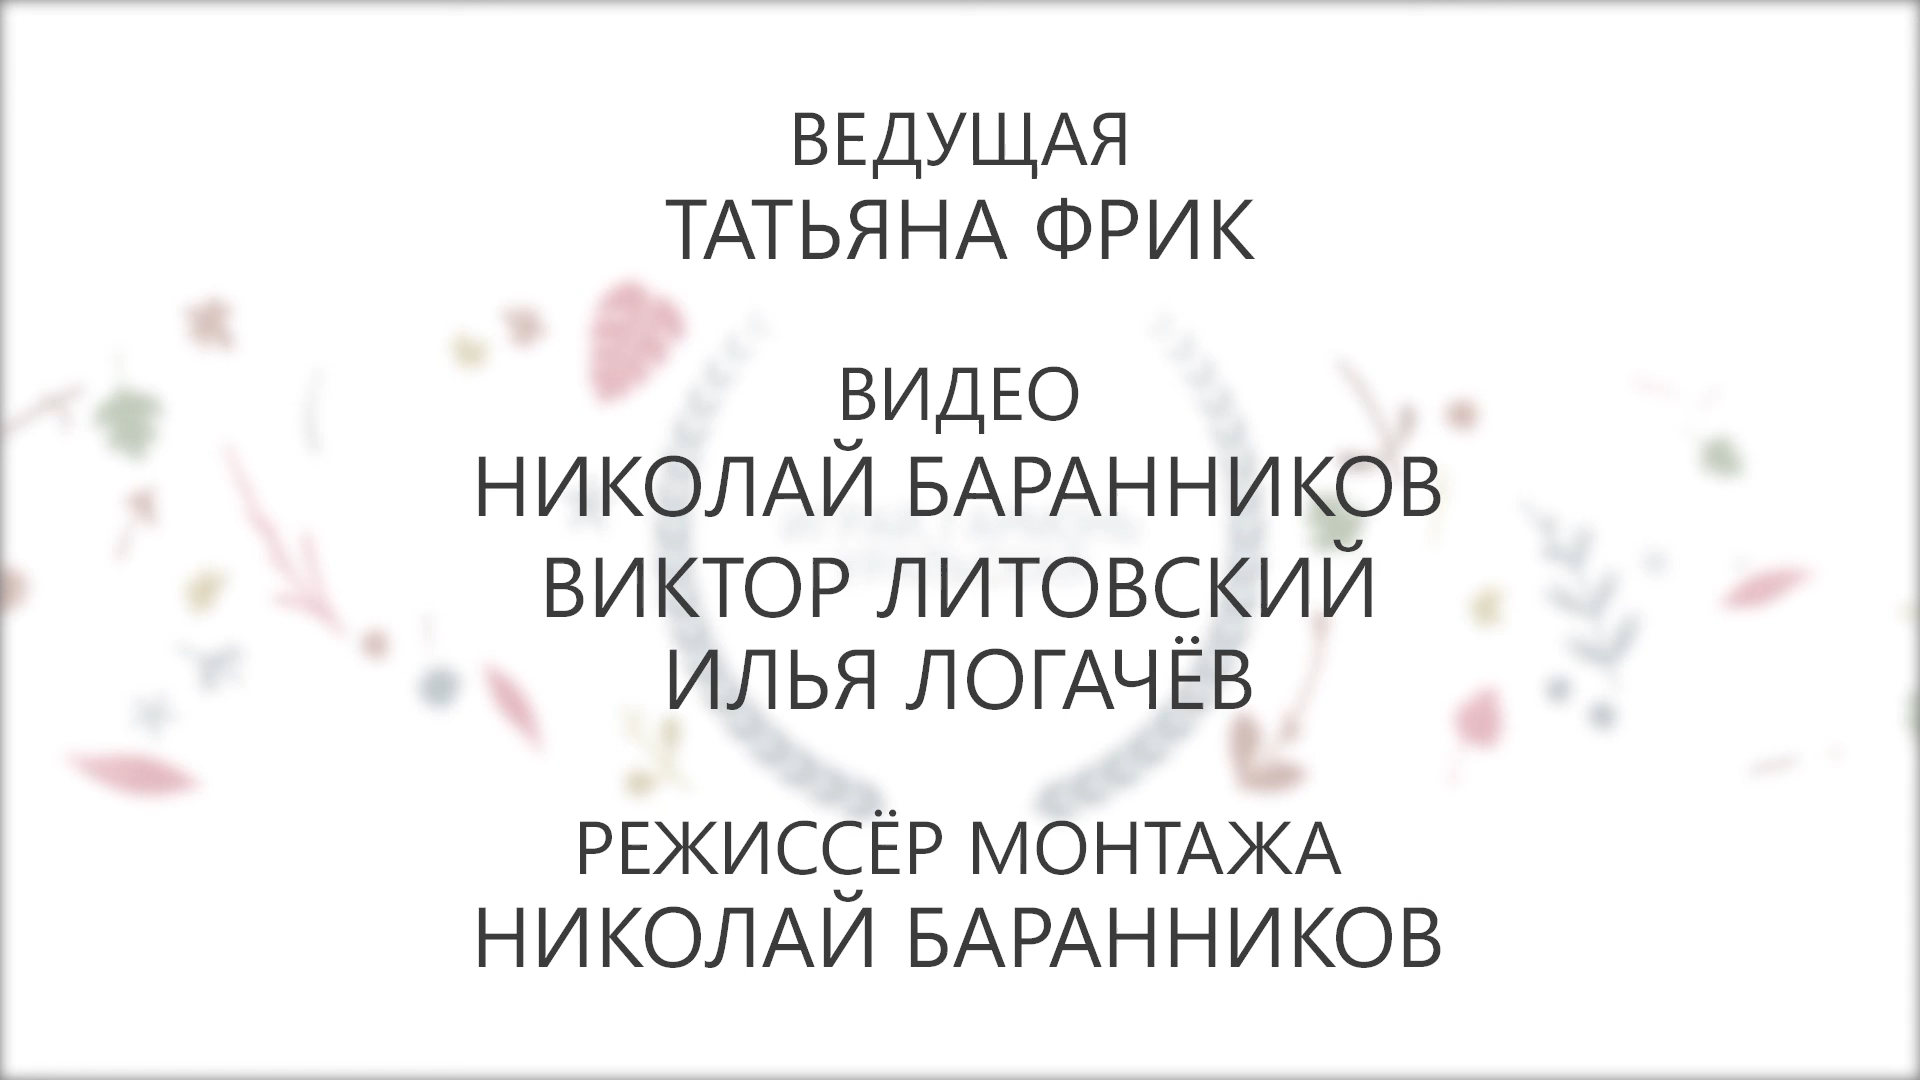 ВЕДУЩАЯ
ТАТЬЯНА ФРИК
ВИДЕО
НИКОЛАЙ БАРАННИКОВ
ВИКТОР ЛИТОВСКИЙ
ИЛЬЯ ЛОГАЧЁВ
РЕЖИССЁР МОНТАЖА
НИКОЛАЙ БАРАННИКОВ